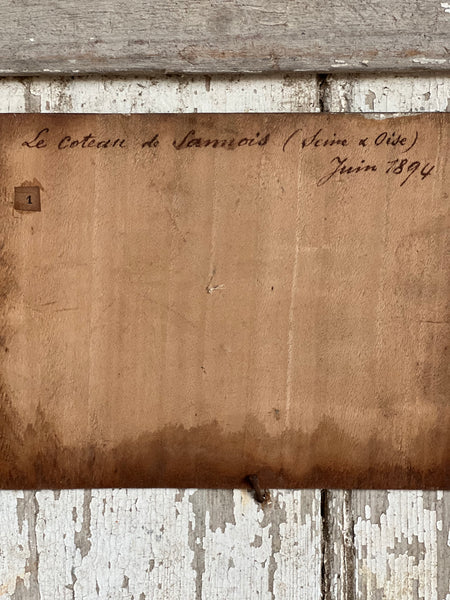 Le Coteau de Sannois (Seine & Oise)
Juin 1894
1